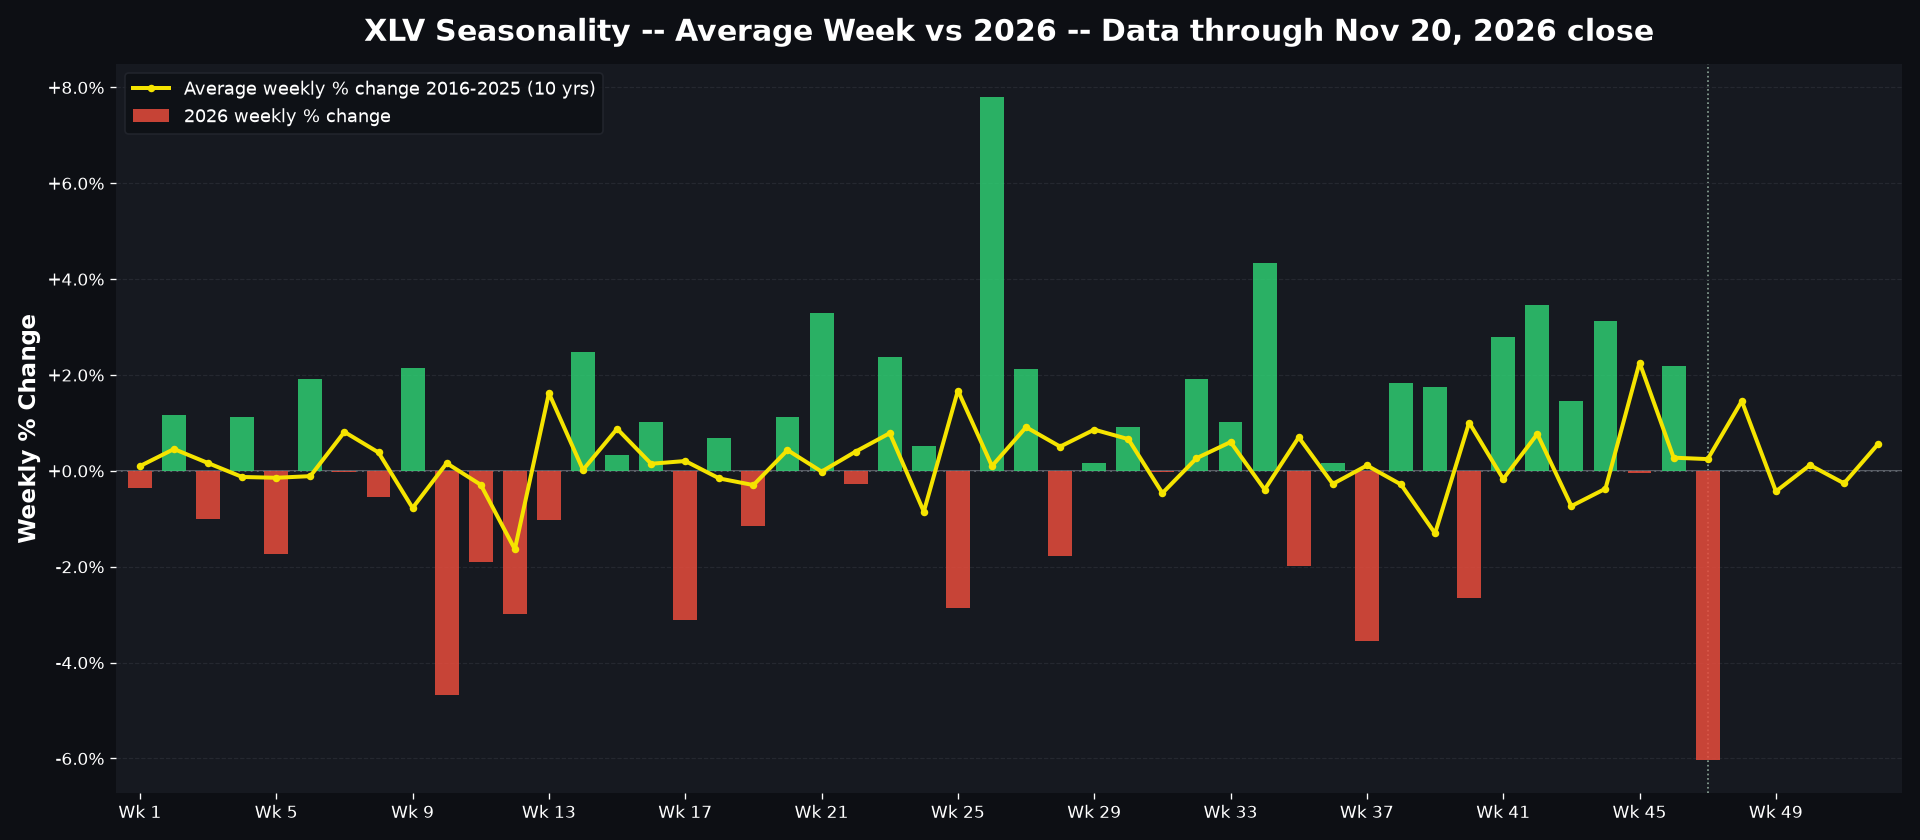 XLV Seasonality -- Average Week vs 2026 -- Data through Nov 20, 2026 close
Average weekly % change 2016-2025 (10 yrs)
2026 weekly % change
Weekly % Change
+8.0%
+6.0%
+4.0%
+2.0%
+0.0%
-2.0%
-4.0%
-6.0%
Wk 1 Wk 5 Wk 9 Wk 13 Wk 17 Wk 21 Wk 25 Wk 29 Wk 33 Wk 37 Wk 41 Wk 45 Wk 49